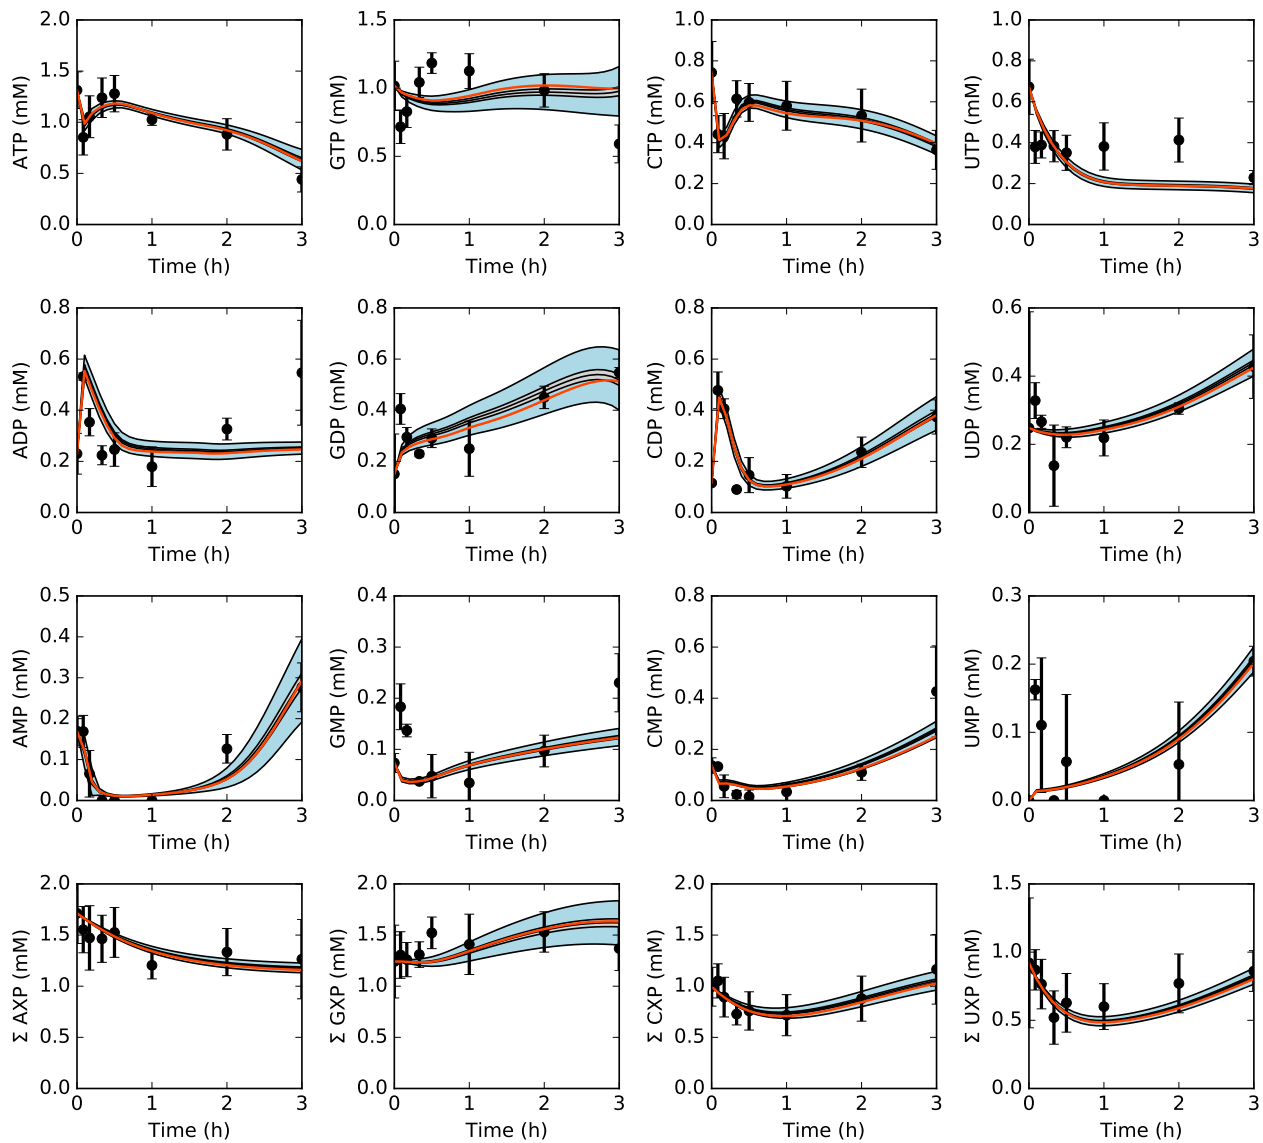 ATP (mM)
2.0
1.5
1.0
0.5
0.0
0 1 2 3
Time (h)
GTP (mM)
1.5
1.0
0.5
0.0
0 1 2 3
Time (h)
CTP (mM)
1.0
0.8
0.6
0.4
0.2
0.0
0 1 2 3
Time (h)
UTP (mM)
1.0
0.8
0.6
0.4
0.2
0.0
0 1 2 3
Time (h)
ADP (mM)
0.8
0.6
0.4
0.2
0.0
0 1 2 3
Time (h)
GDP (mM)
0.8
0.6
0.4
0.2
0.0
0 1 2 3
Time (h)
CDP (mM)
0.8
0.6
0.4
0.2
0.0
0 1 2 3
Time (h)
UDP (mM)
0.6
0.4
0.2
0.0
0 1 2 3
Time (h)
AMP (mM)
0.5
0.4
0.3
0.2
0.1
0.0
0 1 2 3
Time (h)
GMP (mM)
0.4
0.3
0.2
0.1
0.0
0 1 2 3
Time (h)
CMP (mM)
0.8
0.6
0.4
0.2
0.0
0 1 2 3
Time (h)
UMP (mM)
0.3
0.2
0.1
0.0
0 1 2 3
Time (h)
Σ AXP (mM)
2.0
1.5
1.0
0.5
0.0
0 1 2 3
Time (h)
Σ GXP (mM)
2.0
1.5
1.0
0.5
0.0
0 1 2 3
Time (h)
Σ CXP (mM)
2.0
1.5
1.0
0.5
0.0
0 1 2 3
Time (h)
Σ UXP (mM)
1.5
1.0
0.5
0.0
0 1 2 3
Time (h)